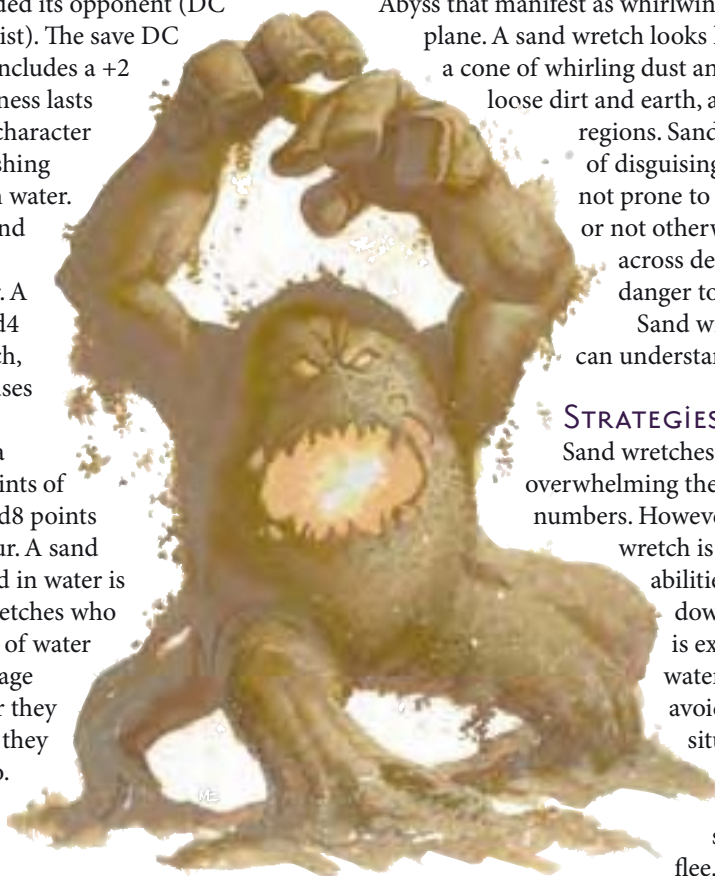 ded its opponent (DC
ist). The save DC
ncludes a +2
ness lasts
character
shing
n water.
nd
. A
d4
ch,
ses
a
ints of
d8 points
ur. A sand
d in water is
etches who
of water
age
r they
they
o.
Abyss that manifest as whirlwin
plane. A sand wretch looks
a cone of whirling dust an
loose dirt and earth, a
regions. Sand
of disguising
not prone to
or not otherw
across de
danger to
Sand wi
can understan
Strategies
Sand wretches
overwhelming the
numbers. Howeve
wretch is
abilitie
dow
is ex
water
avoi
situ
s
flee.